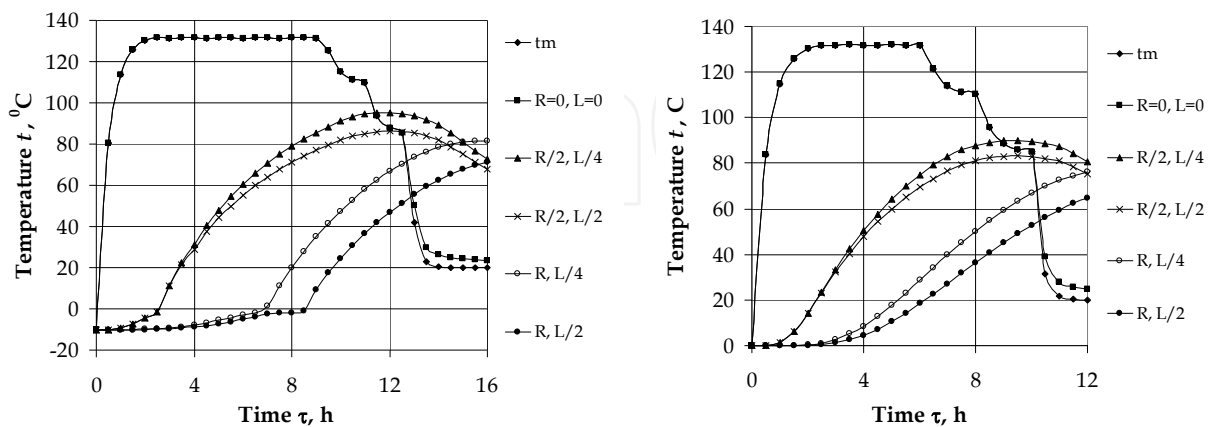 Temperature t, ⁰C
140
120
100
80
60
40
20
0
-20
0 4 8 12 16
Time τ, h
tm
R=0, L=0
R/2, L/4
R/2, L/2
R, L/4
R, L/2
Temperature t, C
140
120
100
80
60
40
20
0
0 4 8 12
Time τ, h
tm
R=0, L=0
R/2, L/4
R/2, L/2
R, L/4
R, L/2